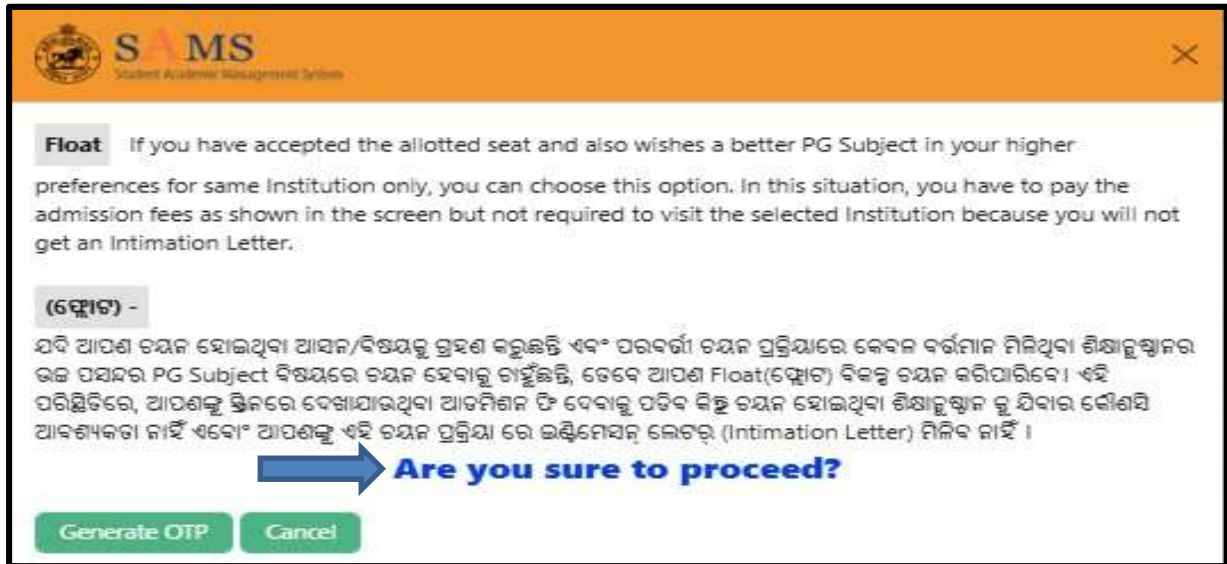 SAMS
Student Academic Management System
Float If you have accepted the allotted seat and also wishes a better PG Subject in your higher
preferences for same Institution only, you can choose this option. In this situation, you have to pay the
admission fees as shown in the screen but not required to visit the selected Institution because you will not
get an Intimation Letter.
(ଫ୍ଲୋଟ) -
ଯଦି ଆପଣ ଚୟନ ହୋଇଥିବା ଆସନ/ବିଷୟକୁ ଗ୍ରହଣ କରୁଛନ୍ତି ଏବଂ ପରବର୍ତ୍ତୀ ଚୟନ ପ୍ରକ୍ରିୟାରେ କେବଳ ବର୍ତ୍ତମାନ ମିଳିଥିବା ଶିକ୍ଷାନୁଷ୍ଠାନର
ଉଚ୍ଚ ପସନ୍ଦର PG Subject ବିଷୟରେ ଚୟନ ହେବାକୁ ଚାହୁଁଛନ୍ତି, ତେବେ ଆପଣ Float(ଫ୍ଲୋଟ) ବିକଳ୍ପ ଚୟନ କରିପାରିବେ। ଏହି
ପରିସ୍ଥିତିରେ, ଆପଣଙ୍କୁ ସ୍କ୍ରିନରେ ଦେଖାଯାଉଥିବା ଆଡମିଶନ ଫି ଦେବାକୁ ପଡିବ କିନ୍ତୁ ଚୟନ ହୋଇଥିବା ଶିକ୍ଷାନୁଷ୍ଠାନ କୁ ଯିବାର କୌଣସି
ଆବଶ୍ୟକତା ନାହିଁ ଏବେଂ ଆପଣଙ୍କୁ ଏହି ଚୟନ ପ୍ରକ୍ରିୟା ରେ ଇଣ୍ଟିମେସନ୍ ଲେଟର୍ (Intimation Letter) ମିଳିବ ନାହିଁ ।
Are you sure to proceed?
Generate OTP Cancel